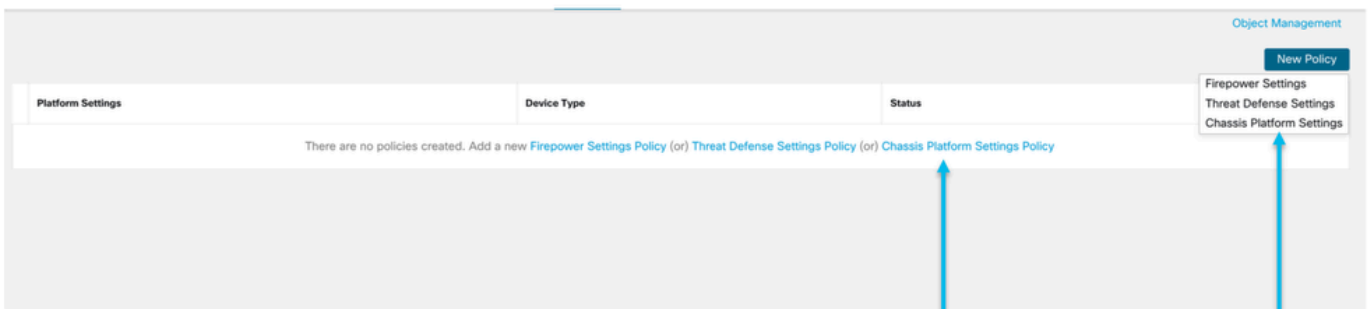 Object Management
New Policy
Firepower Settings
Threat Defense Settings
Chassis Platform Settings
Platform Settings Device Type Status
There are no policies created. Add a new Firepower Settings Policy (or) Threat Defense Settings Policy (or) Chassis Platform Settings Policy